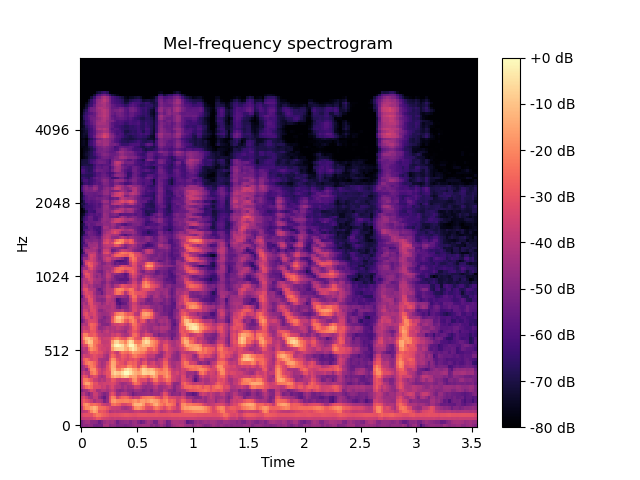 Mel-frequency spectrogram
+0 dB
4096
-10 dB
-20 dB
2048
-30 dB
Hz
1024
-40 dB
-50 dB
512
-60 dB
-70 dB
0
-80 dB
0 0.5 1 1.5 2 2.5 3 3.5
Time